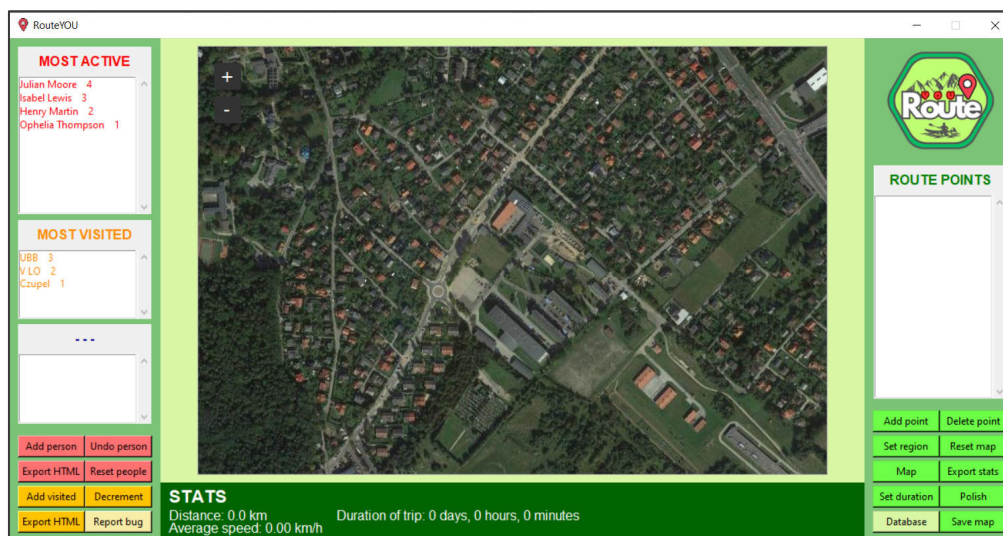 RouteYOU
MOST ACTIVE
Julian Moore 4
Isabel Lewis 3
Henry Martin 2
Ophelia Thompson 1
MOST VISITED
UBB 3
V LO 2
Czupel 1
- - -
Add person Undo person
Export HTML Reset people
Add visited Decrement
Export HTML Report bug
+
-
STATS
Distance: 0.0 km Duration of trip: 0 days, 0 hours, 0 minutes
Average speed: 0.00 km/h
YOU
Route
ROUTE POINTS
Add point Delete point
Set region Reset map
Map Export stats
Set duration Polish
Database Save map